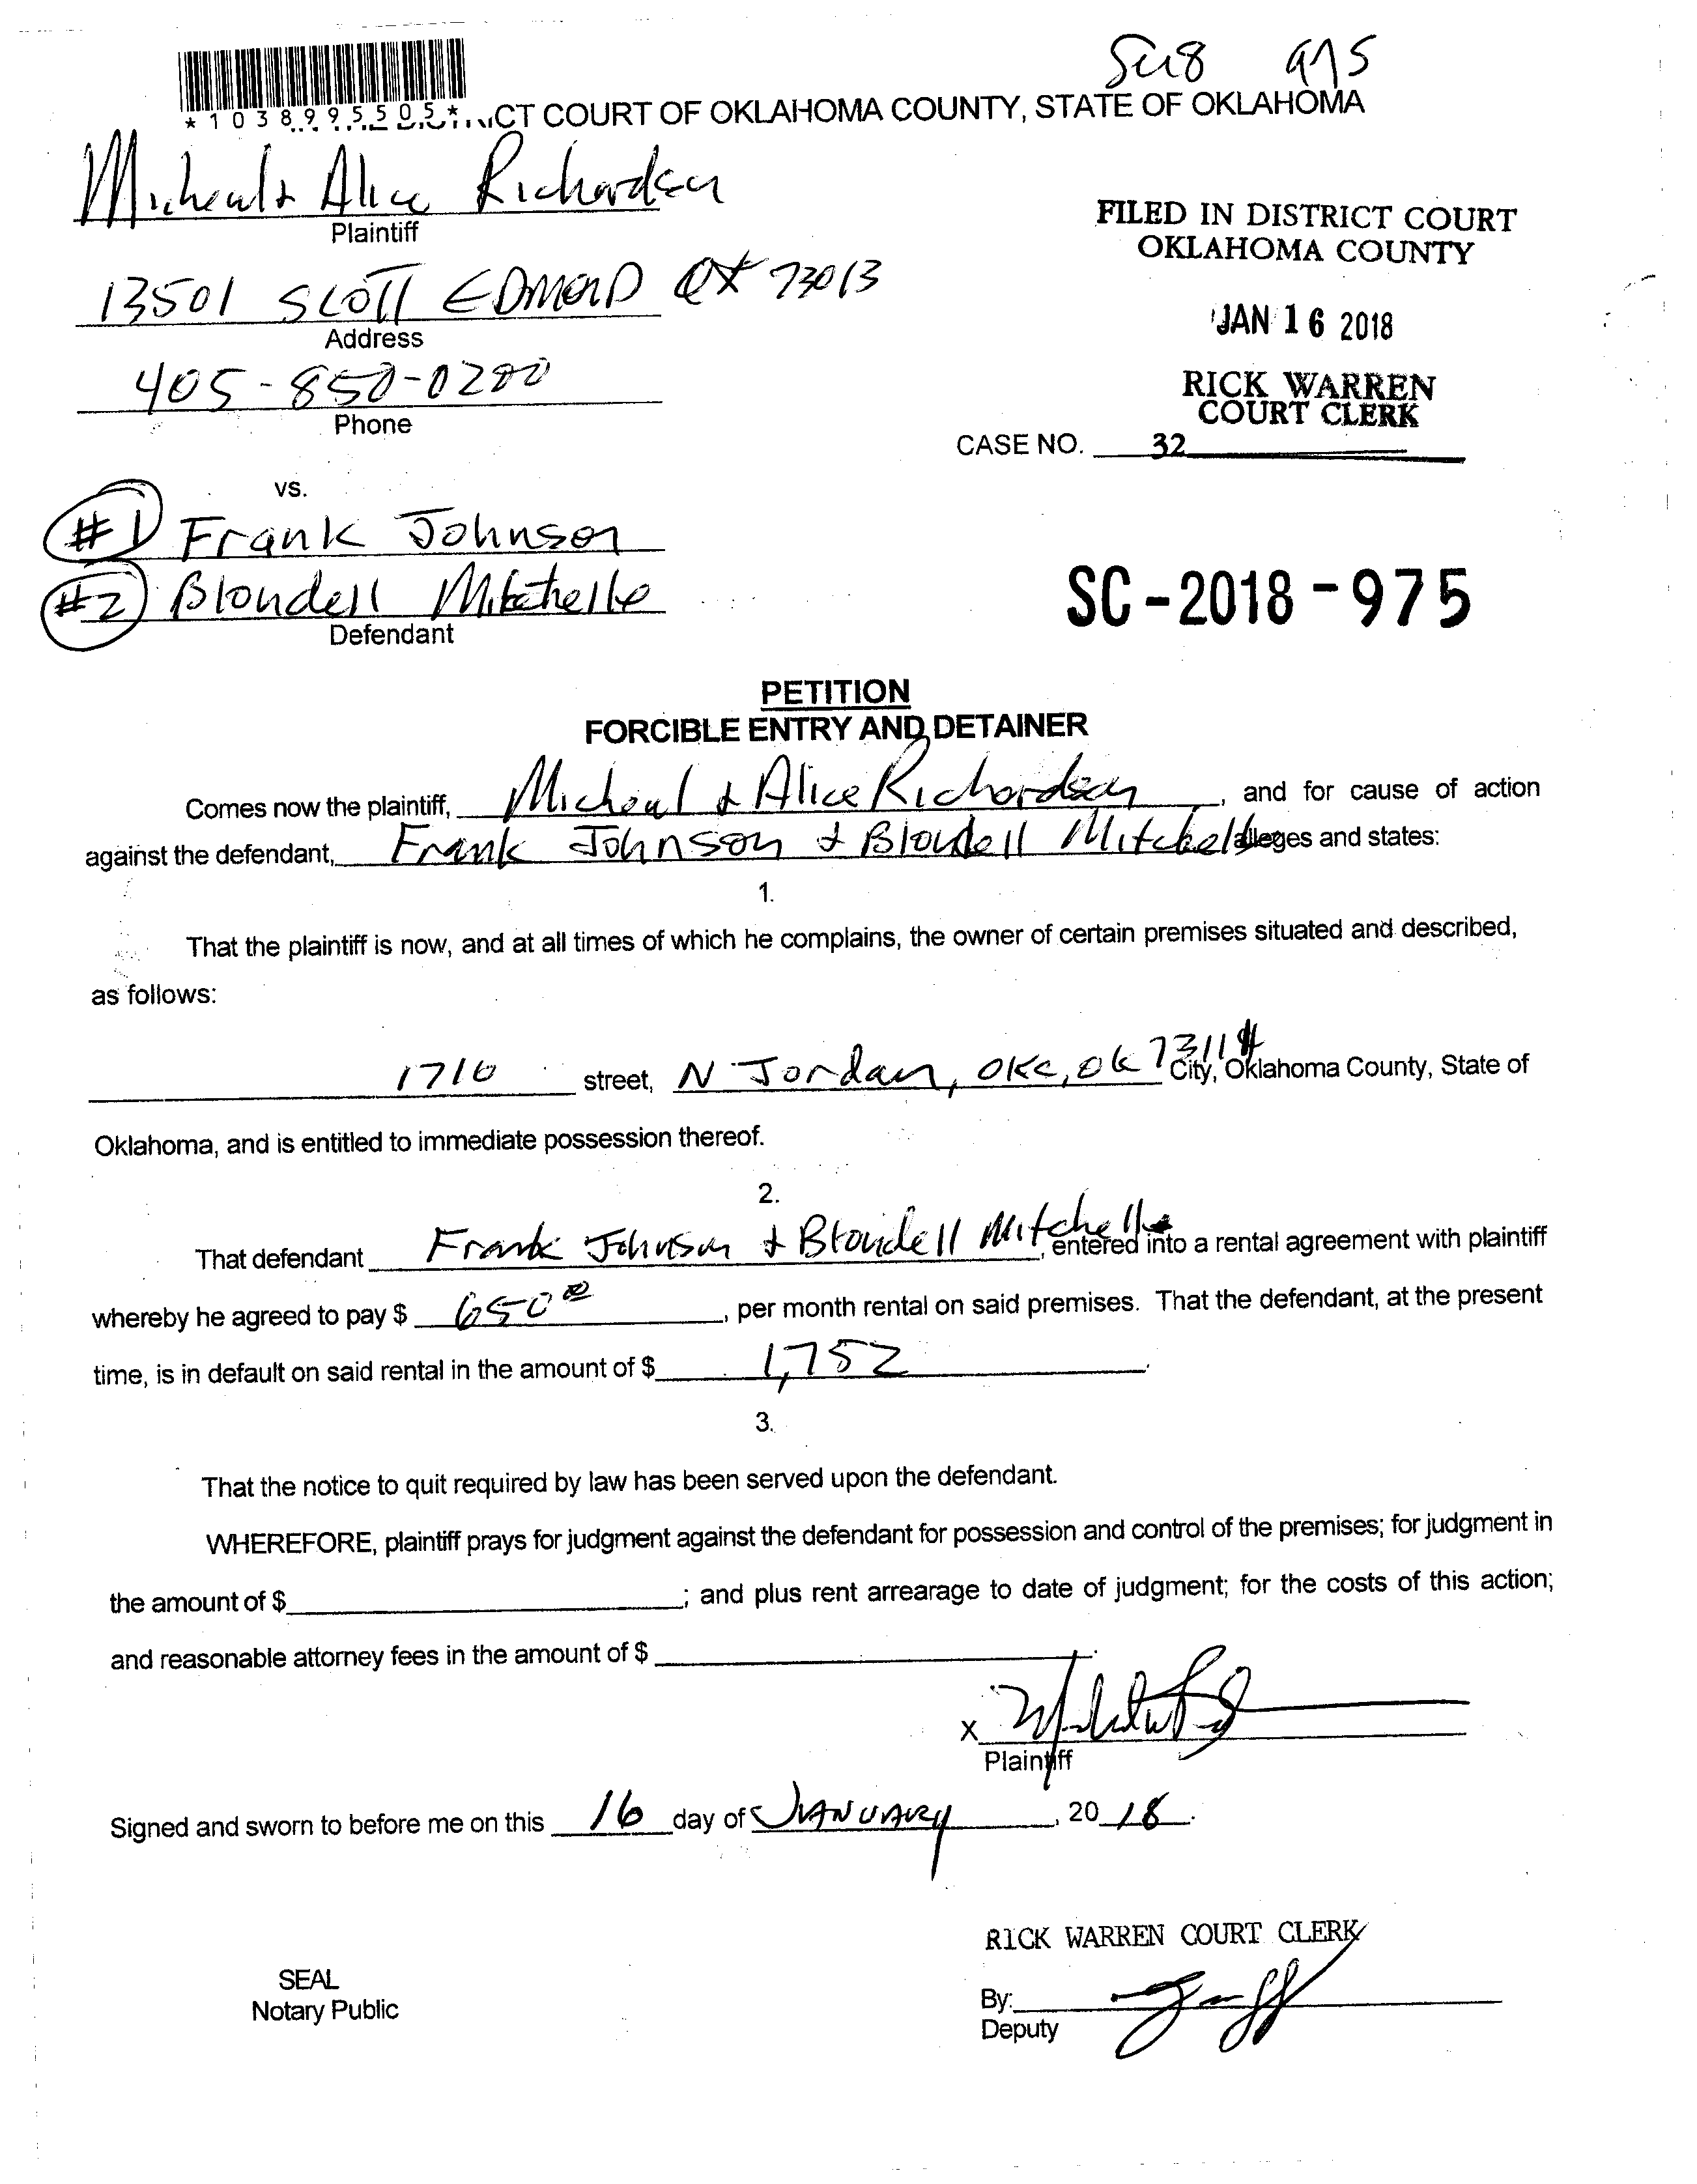 SC18 975
*1038995505* CT COURT OF OKLAHOMA COUNTY, STATE OF OKLAHOMA
Micheal & Alice Richardson
Plaintiff
FILED IN DISTRICT COURT
OKLAHOMA COUNTY
13501 SCOTT EDMOND OK 73013
Address
JAN 16 2018
405-850-0200
Phone
RICK WARREN
COURT CLERK
CASE NO. 32
vs.
#1 Frank Johnson
#2 Blondell Mitchelle
Defendant
SC-2018-975
PETITION
FORCIBLE ENTRY AND DETAINER
Comes now the plaintiff, Micheal & Alice Richardson, and for cause of action
against the defendant, Frank Johnson & Blondell Mitchell alleges and states:
1.
That the plaintiff is now, and at all times of which he complains, the owner of certain premises situated and described,
as follows:
1710 street, N Jordan, OKC, OK 73111 City, Oklahoma County, State of
Oklahoma, and is entitled to immediate possession thereof.
2.
That defendant Frank Johnson & Blondell Mitchelle, entered into a rental agreement with plaintiff
whereby he agreed to pay $ 650.00, per month rental on said premises. That the defendant, at the present
time, is in default on said rental in the amount of $ 1,752.
3.
That the notice to quit required by law has been served upon the defendant.
WHEREFORE, plaintiff prays for judgment against the defendant for possession and control of the premises; for judgment in
the amount of $ ; and plus rent arrearage to date of judgment; for the costs of this action;
and reasonable attorney fees in the amount of $ .
X
Plaintiff
Signed and sworn to before me on this 16 day of JANUARY, 2018.
RICK WARREN COURT CLERK
SEAL
Notary Public
By:
Deputy